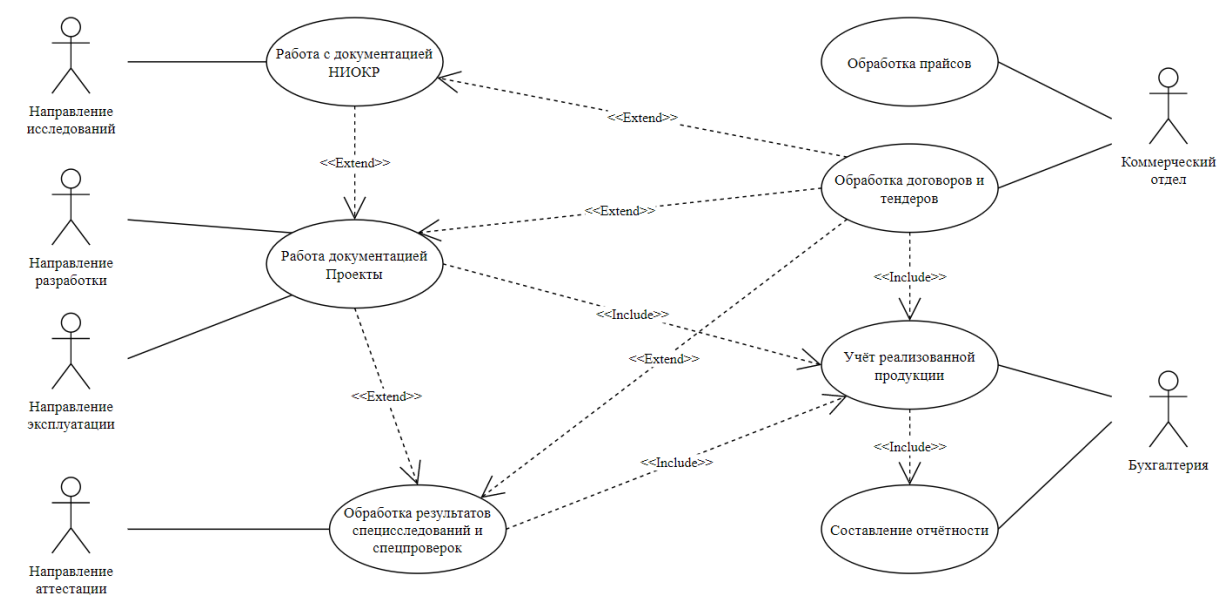 Работа с документацией
НИОКР
Обработка прайсов
Направление
исследований
<<Extend>>
<<Extend>>
Коммерческий
отдел
Обработка договоров и
тендеров
<<Extend>>
Направление
разработки
Работа документацией
Проекты
<<Include>>
<<Include>>
<<Extend>>
Учёт реализованной
продукции
Направление
эксплуатации
<<Extend>>
<<Include>>
<<Include>>
Бухгалтерия
Обработка результатов
специсследований и
спецпроверок
Составление отчётности
Направление
аттестации